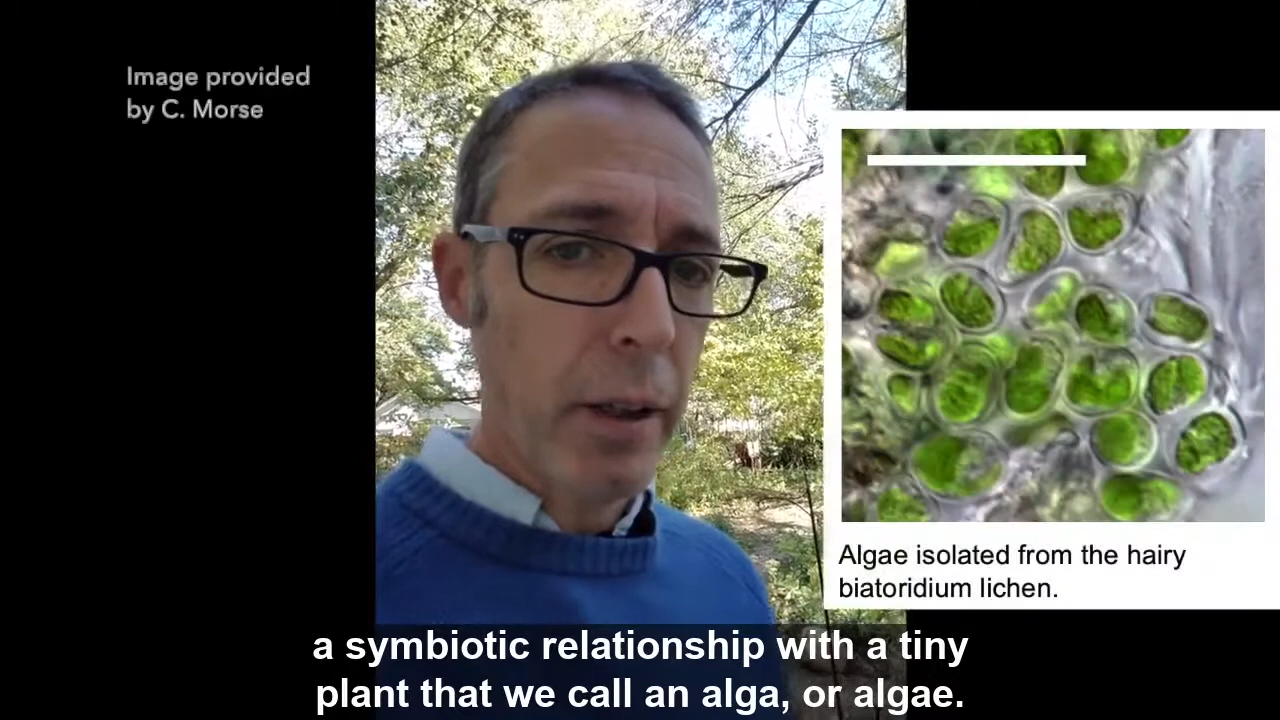 Image provided
by C. Morse
Algae isolated from the hairy
biatoridium lichen.
a symbiotic relationship with a tiny
plant that we call an alga, or algae.